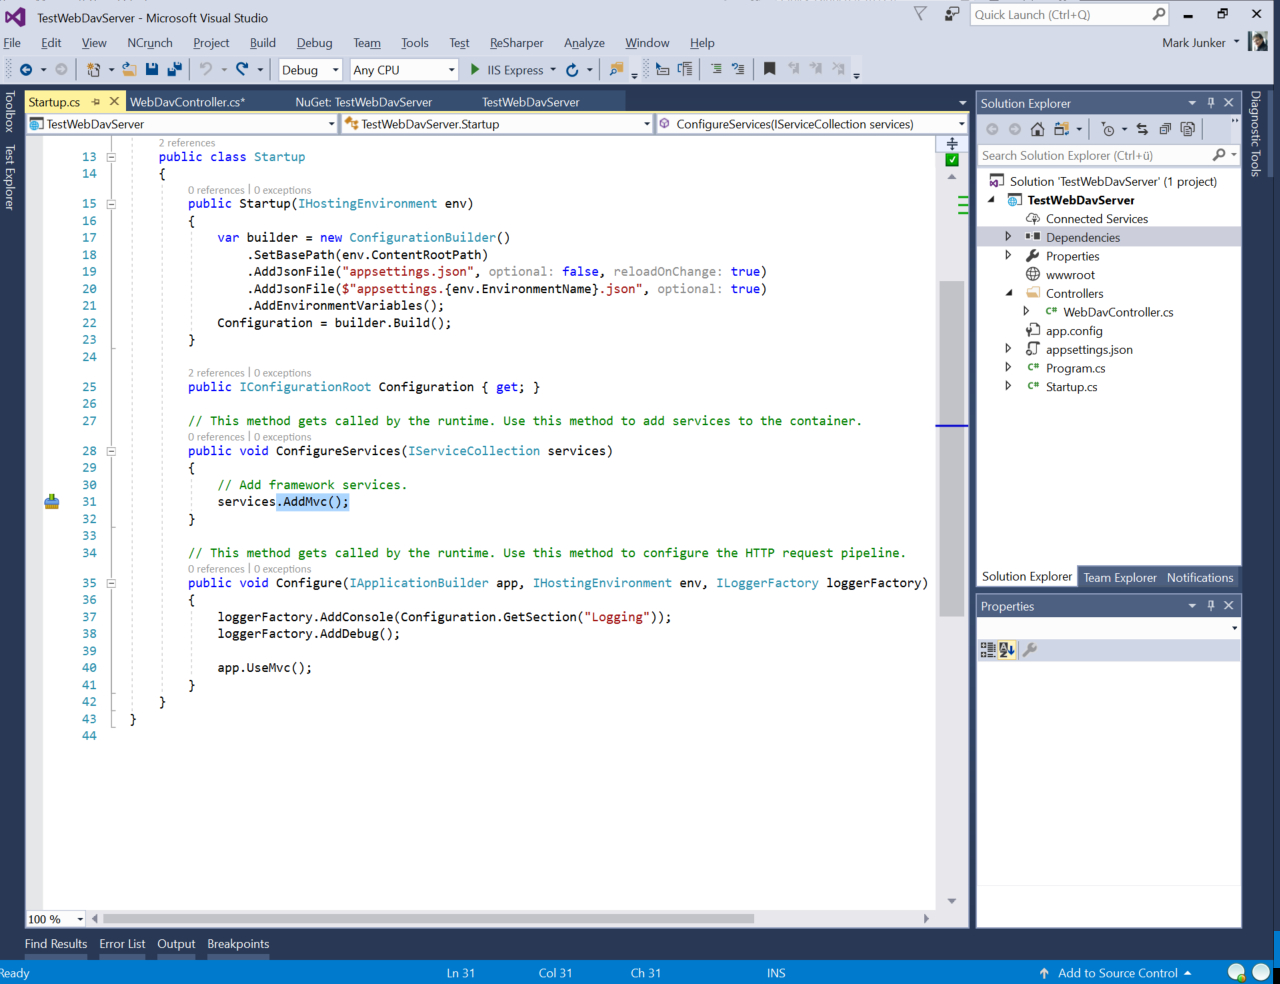 TestWebDavServer - Microsoft Visual Studio
Quick Launch (Ctrl+Q)
File Edit View NCrunch Project Build Debug Team Tools Test ReSharper Analyze Window Help
Mark Junker
Debug Any CPU IIS Express
Toolbox
Test Explorer
Startup.cs WebDavController.cs* NuGet: TestWebDavServer TestWebDavServer
TestWebDavServer TestWebDavServer.Startup ConfigureServices(IServiceCollection services)
2 references
13 public class Startup
14 {
0 references | 0 exceptions
15 public Startup(IHostingEnvironment env)
16 {
17 var builder = new ConfigurationBuilder()
18 .SetBasePath(env.ContentRootPath)
19 .AddJsonFile("appsettings.json", optional: false, reloadOnChange: true)
20 .AddJsonFile($"appsettings.{env.EnvironmentName}.json", optional: true)
21 .AddEnvironmentVariables();
22 Configuration = builder.Build();
23 }
24
2 references | 0 exceptions
25 public IConfigurationRoot Configuration { get; }
26
27 // This method gets called by the runtime. Use this method to add services to the container.
0 references | 0 exceptions
28 public void ConfigureServices(IServiceCollection services)
29 {
30 // Add framework services.
31 services.AddMvc();
32 }
33
34 // This method gets called by the runtime. Use this method to configure the HTTP request pipeline.
0 references | 0 exceptions
35 public void Configure(IApplicationBuilder app, IHostingEnvironment env, ILoggerFactory loggerFactory)
36 {
37 loggerFactory.AddConsole(Configuration.GetSection("Logging"));
38 loggerFactory.AddDebug();
39
40 app.UseMvc();
41 }
42 }
43 }
44
100 %
Solution Explorer
Search Solution Explorer (Ctrl+ü)
Solution 'TestWebDavServer' (1 project)
TestWebDavServer
Connected Services
Dependencies
Properties
wwwroot
Controllers
C# WebDavController.cs
app.config
appsettings.json
C# Program.cs
C# Startup.cs
Solution Explorer Team Explorer Notifications
Properties
Diagnostic Tools
Find Results Error List Output Breakpoints
Ready Ln 31 Col 31 Ch 31 INS Add to Source Control